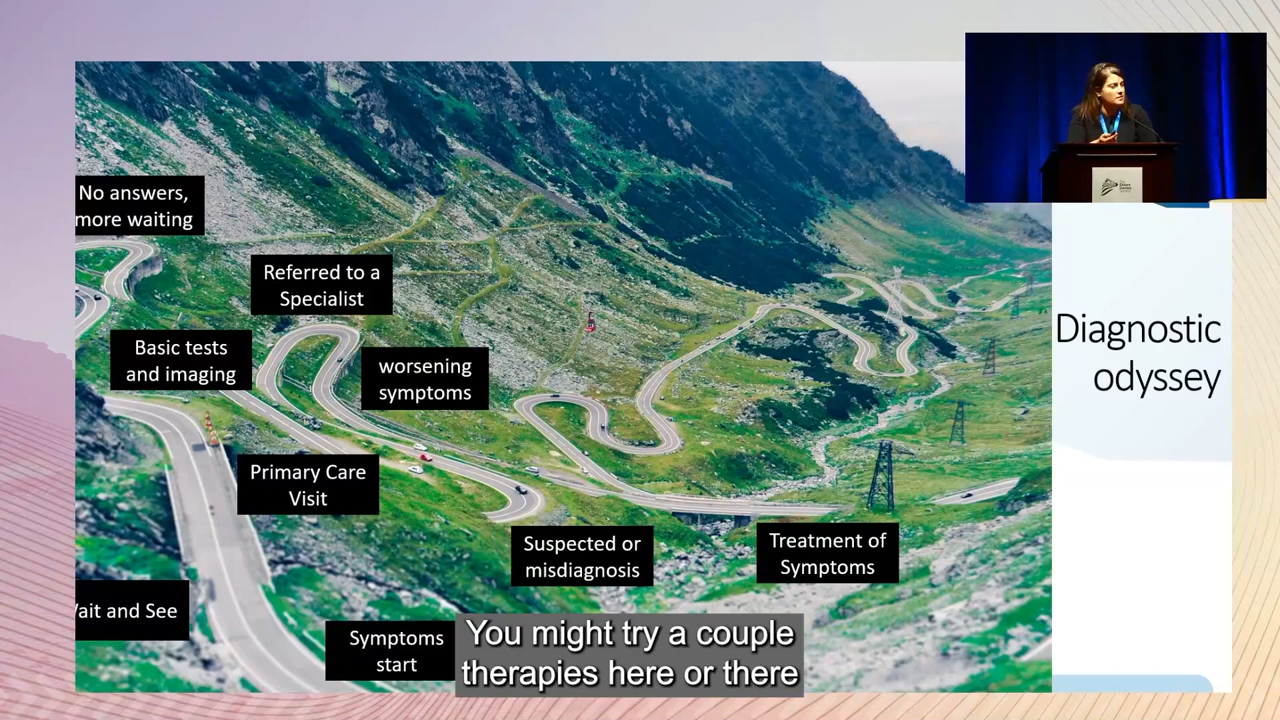 No answers,
more waiting
Referred to a
Specialist
Basic tests
and imaging
worsening
symptoms
Primary Care
Visit
Suspected or
misdiagnosis
Treatment of
Symptoms
and See
Symptoms
start
Diagnostic
odyssey
You might try a couple
therapies here or there